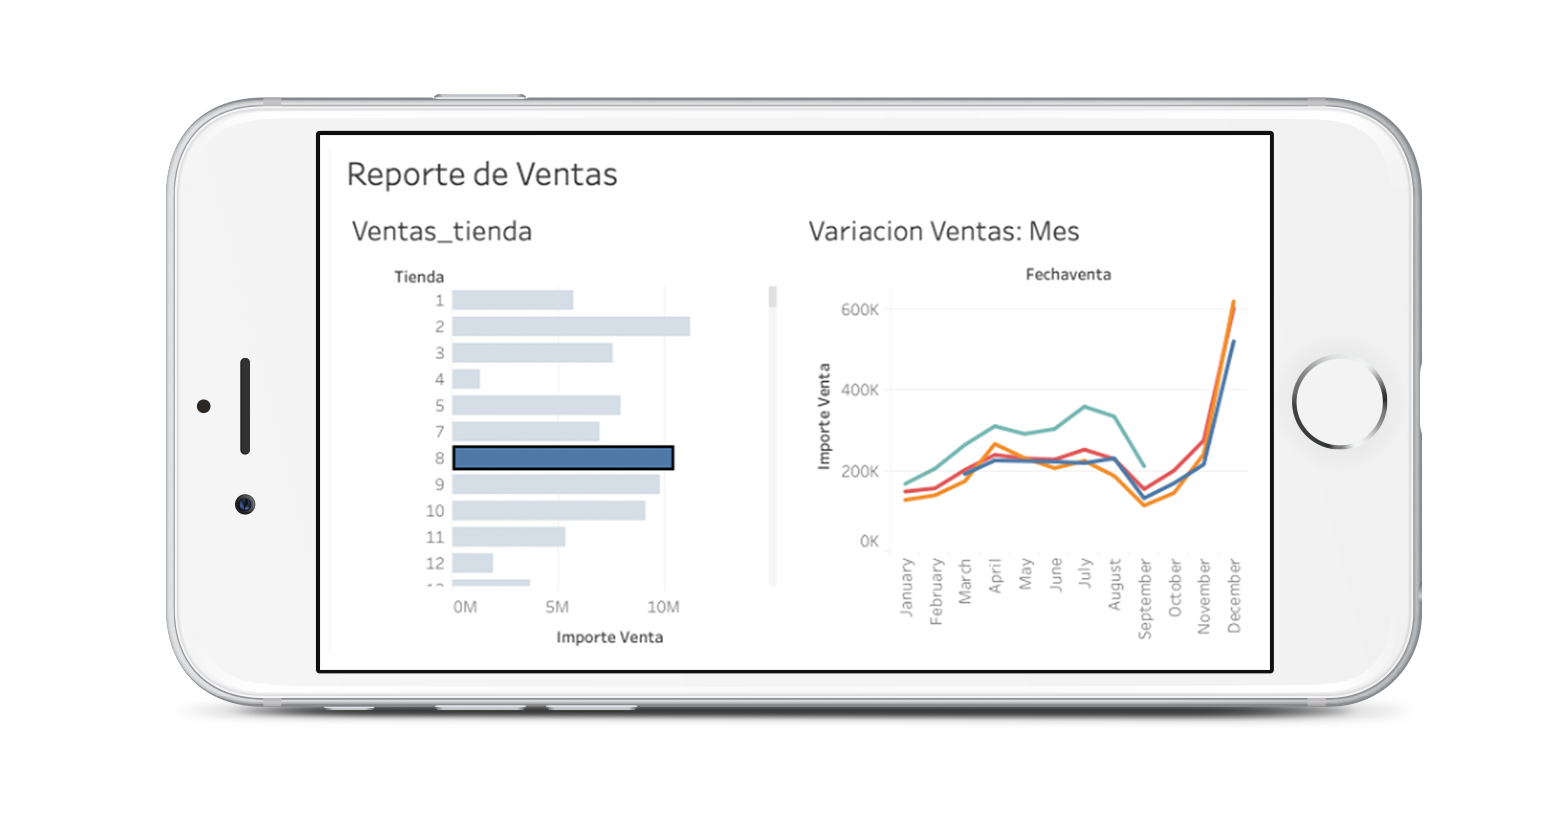 Reporte de Ventas
Ventas_tienda
Tienda
1
2
3
4
5
7
8
9
10
11
12
0M 5M 10M
Importe Venta
Variacion Ventas: Mes
Fechaventa
600K
400K
200K
0K
Importe Venta
January
February
March
April
May
June
July
August
September
October
November
December